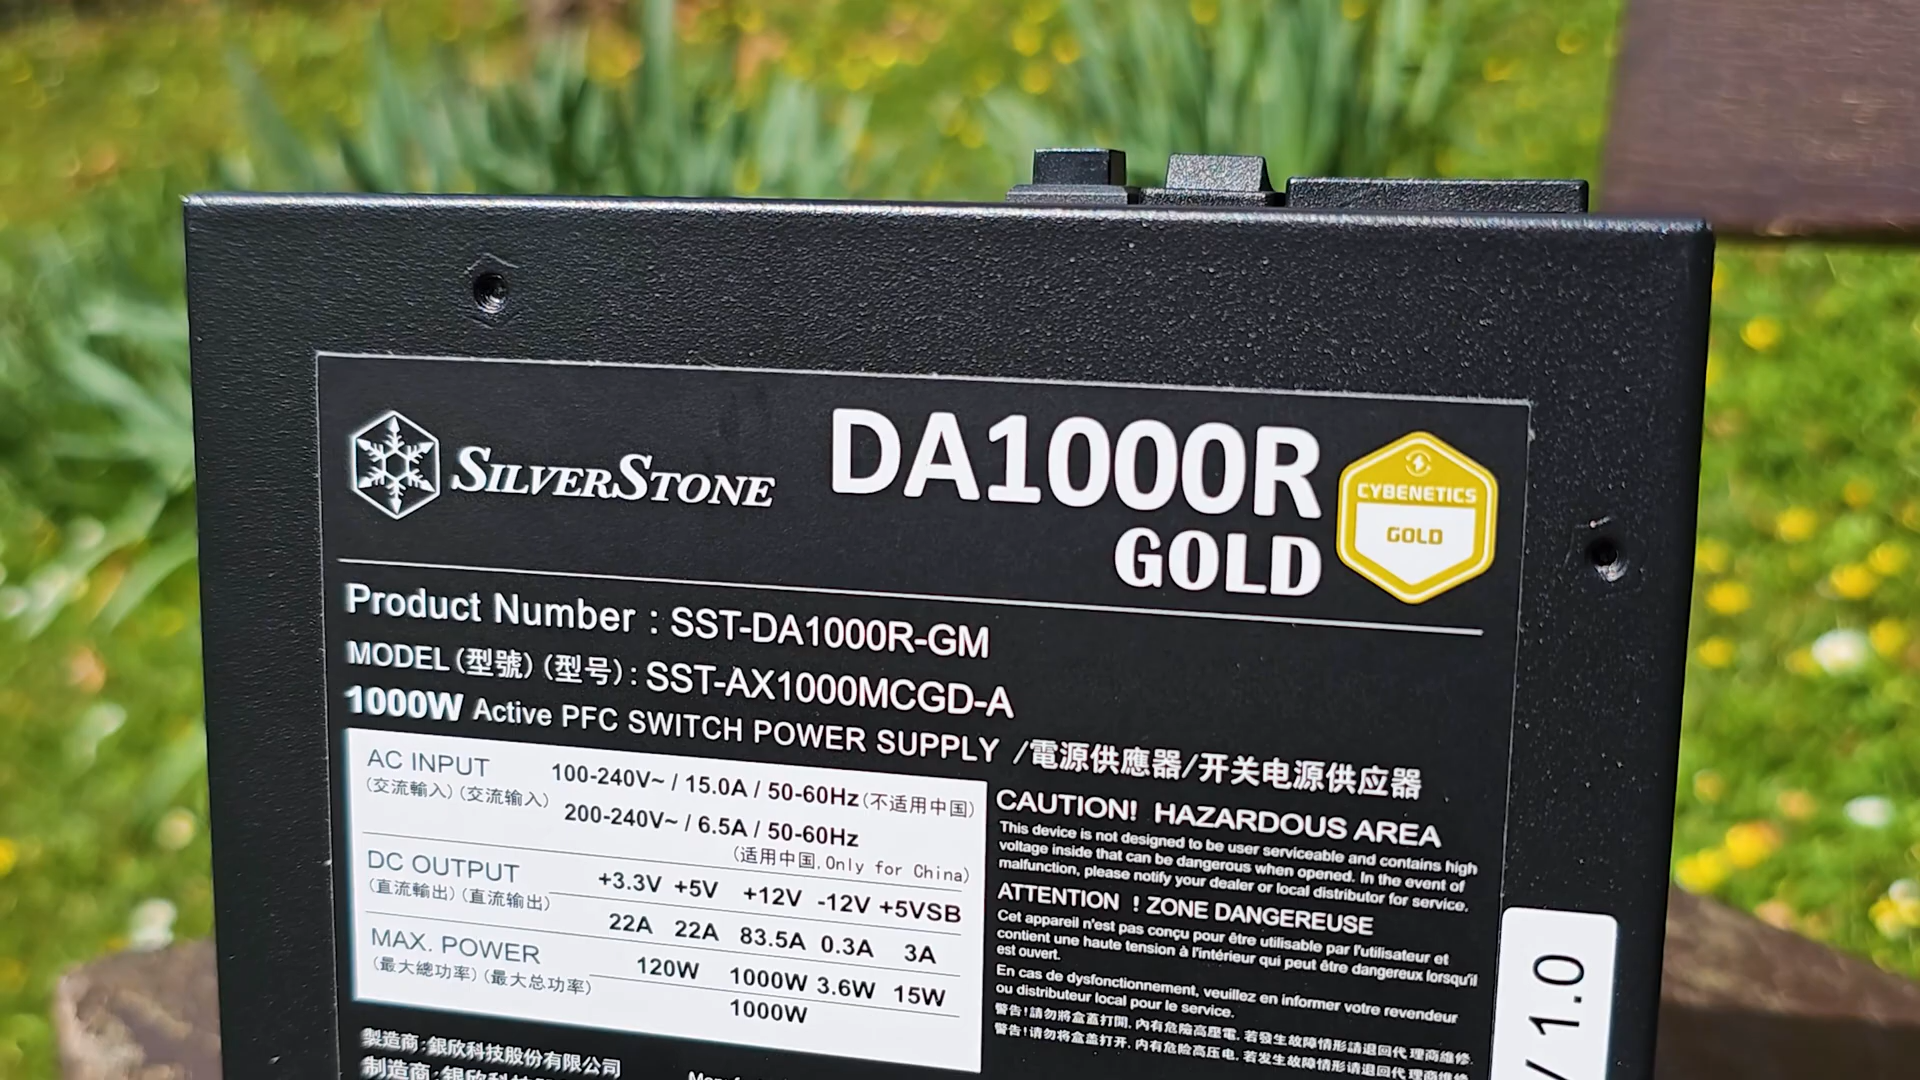 SILVERSTONE
DA1000R
GOLD
CYBENETICS
GOLD
Product Number : SST-DA1000R-GM
MODEL (型號) (型号) : SST-AX1000MCGD-A
1000W Active PFC SWITCH POWER SUPPLY /電源供應器/开关电源供应器
AC INPUT 100-240V~ / 15.0A / 50-60Hz (不适用中国)
(交流輸入) (交流输入) 200-240V~ / 6.5A / 50-60Hz
(适用中国.Only for China)
DC OUTPUT +3.3V +5V +12V -12V +5VSB
(直流輸出) (直流输出) 22A 22A 83.5A 0.3A 3A
MAX. POWER 120W 1000W 3.6W 15W
(最大總功率) (最大总功率) 1000W
CAUTION! HAZARDOUS AREA
This device is not designed to be user serviceable and contains high
voltage inside that can be dangerous when opened. In the event of
malfunction, please notify your dealer or local distributor for service.
ATTENTION ! ZONE DANGEREUSE
Cet appareil n'est pas conçu pour être utilisable par l'utilisateur et
contient une haute tension à l'intérieur qui peut être dangereux lorsqu'il
est ouvert.
En cas de dysfonctionnement, veuillez en informer votre revendeur
ou distributeur local pour le service.
警告!請勿將盒蓋打開, 內有危險高壓電, 若發生故障情形請退回代理商維修.
警告!请勿将盒盖打开, 内有危险高压电, 若发生故障情形请退回代理商维修
製造商:銀欣科技股份有限公司
制造商:银欣科技
/ 1.0